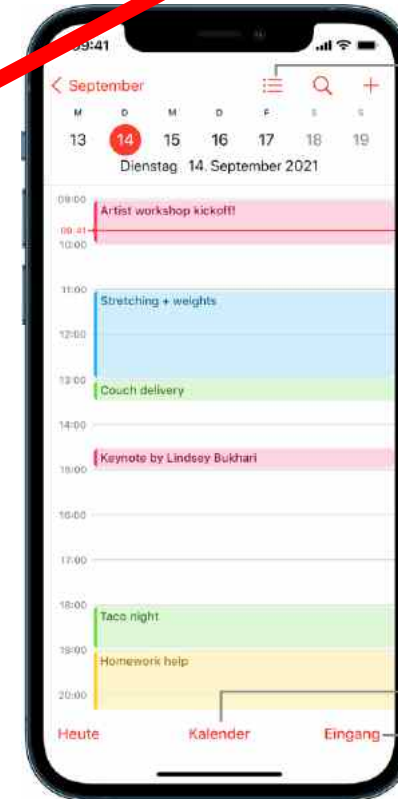 09:41
September
M D M D F S S
13 14 15 16 17 18 19
Dienstag 14. September 2021
09:00
Artist workshop kickoff!
09:41
10:00
11:00
Stretching + weights
12:00
13:00
Couch delivery
14:00
Keynote by Lindsey Bukhari
15:00
16:00
17:00
18:00
Taco night
19:00
Homework help
20:00
Heute Kalender Eingang